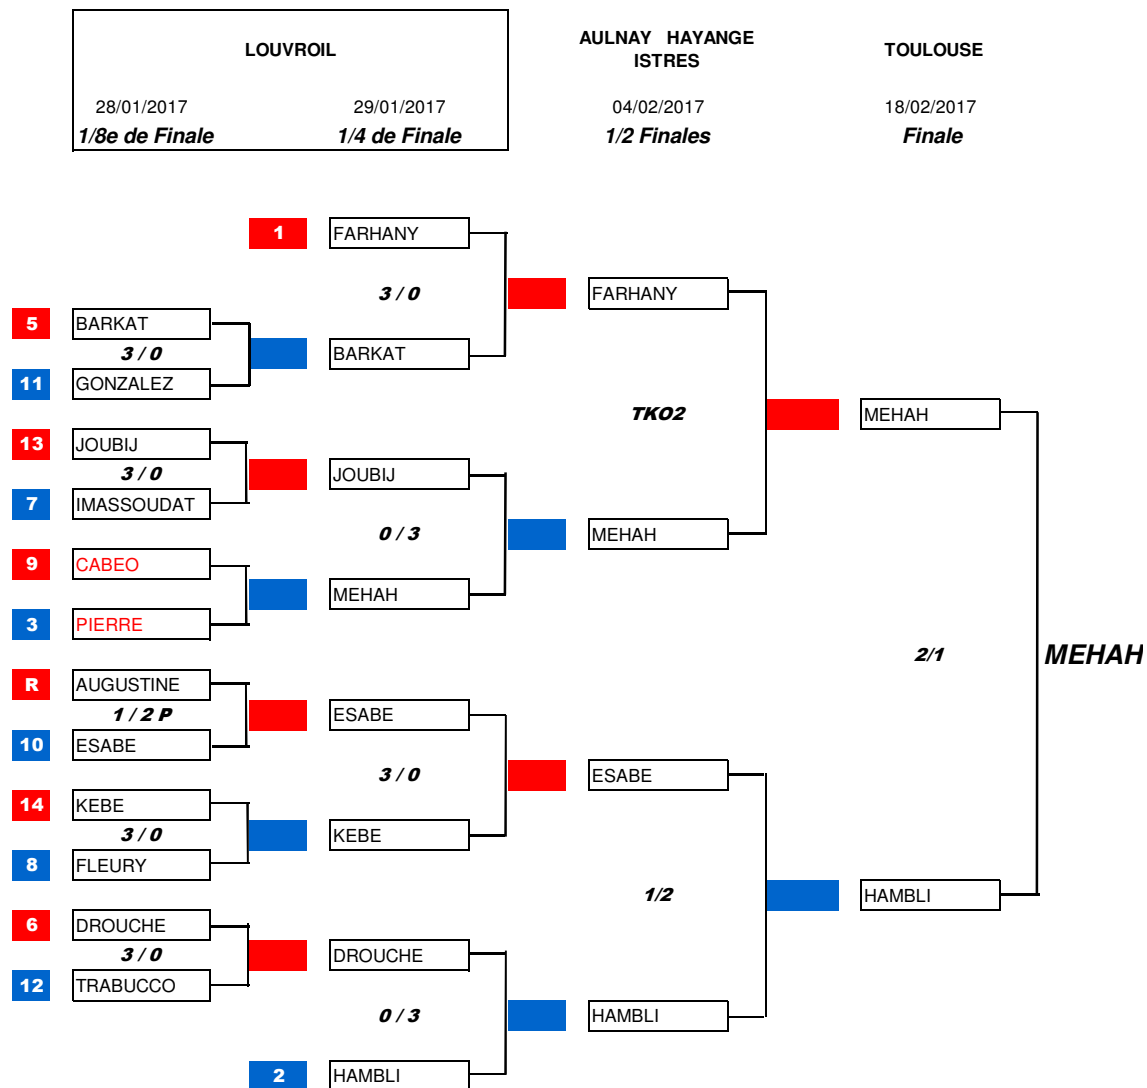 LOUVROIL
AULNAY HAYANGE
ISTRES
TOULOUSE
28/01/2017
29/01/2017
04/02/2017
18/02/2017
1/8e de Finale
1/4 de Finale
1/2 Finales
Finale
1
FARHANY
3 / 0
FARHANY
5
BARKAT
3 / 0
BARKAT
11
GONZALEZ
TKO2
MEHAH
13
JOUBIJ
3 / 0
JOUBIJ
7
IMASSOUDAT
0 / 3
MEHAH
9
CABEO
MEHAH
3
PIERRE
2/1
MEHAH
R
AUGUSTINE
1 / 2 P
ESABE
10
ESABE
3 / 0
ESABE
14
KEBE
3 / 0
KEBE
8
FLEURY
1/2
HAMBLI
6
DROUCHE
3 / 0
DROUCHE
12
TRABUCCO
0 / 3
HAMBLI
2
HAMBLI